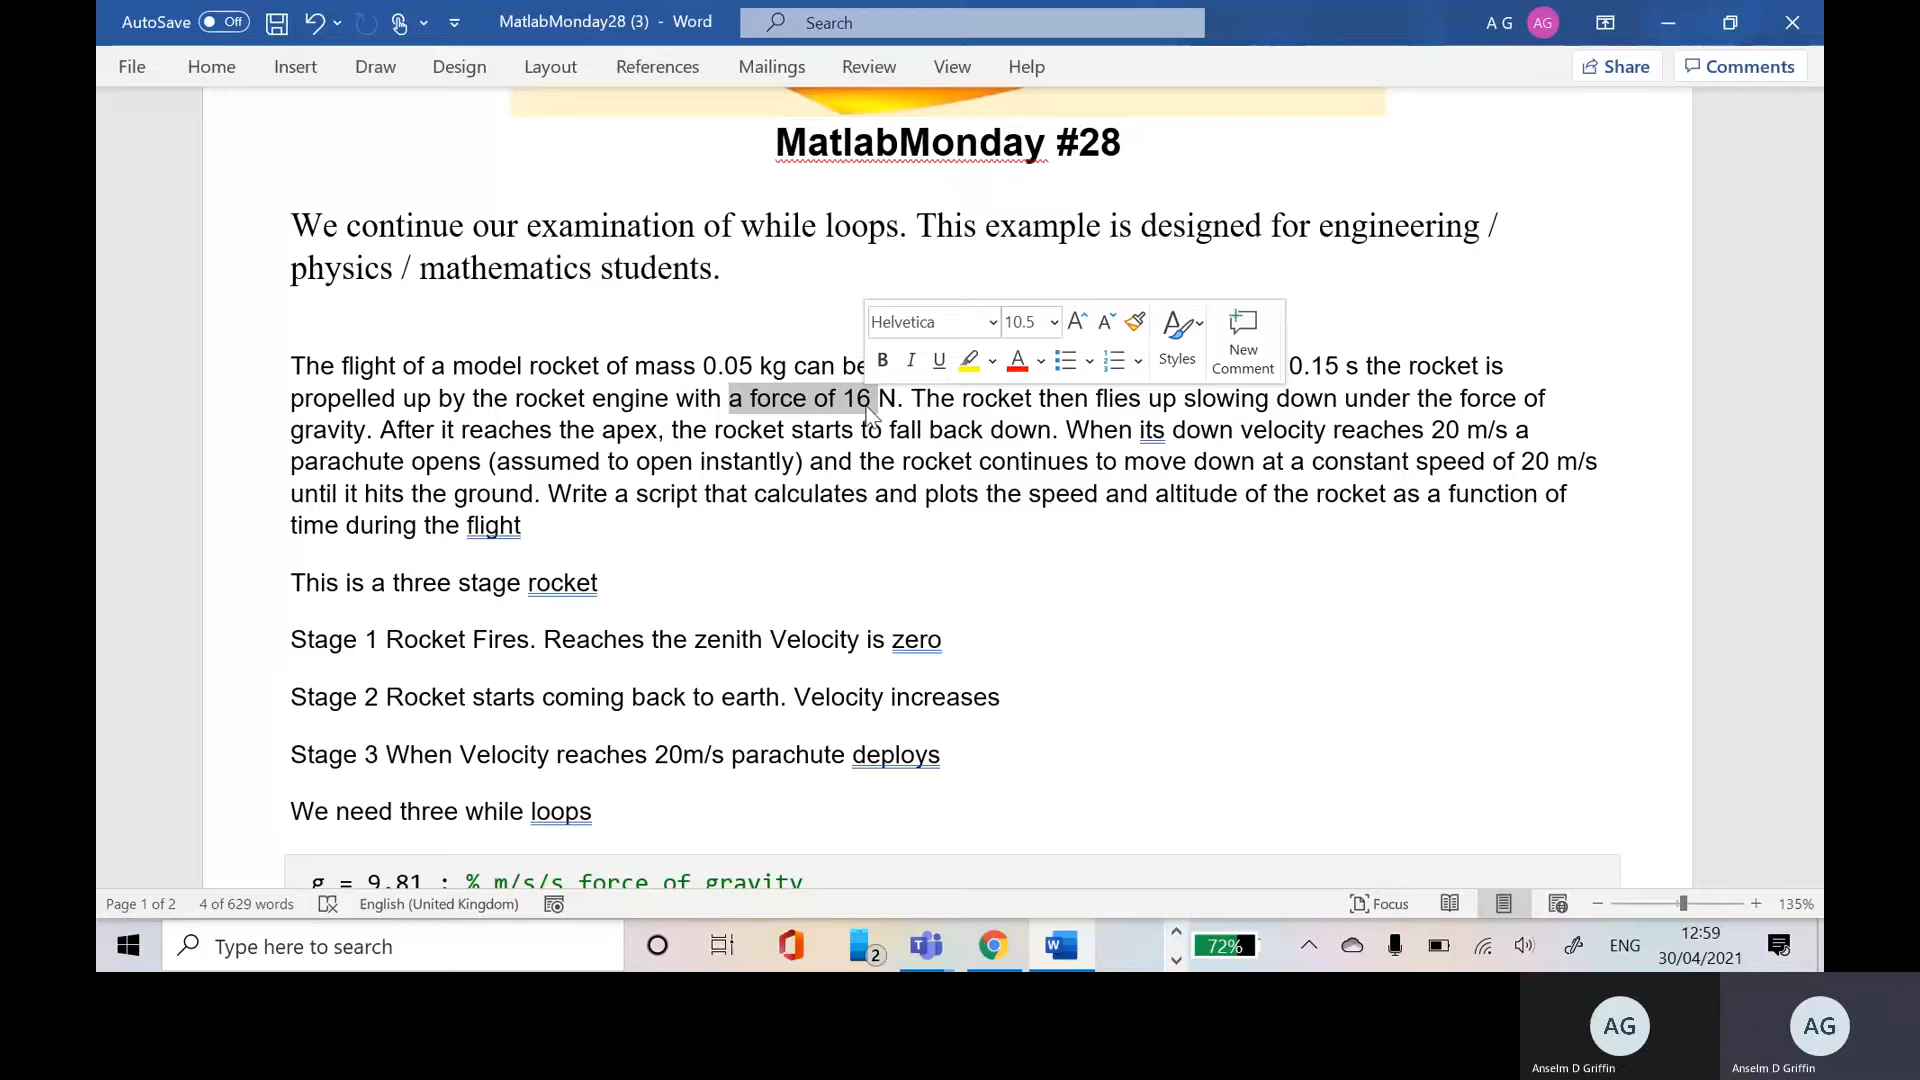 AutoSave Off MatlabMonday28 (3) - Word Search A G AG
File Home Insert Draw Design Layout References Mailings Review View Help Share Comments
MatlabMonday #28
We continue our examination of while loops. This example is designed for engineering /
physics / mathematics students.
Helvetica 10.5
B I U A Styles New Comment
The flight of a model rocket of mass 0.05 kg can be 0.15 s the rocket is
propelled up by the rocket engine with a force of 16 N. The rocket then flies up slowing down under the force of
gravity. After it reaches the apex, the rocket starts to fall back down. When its down velocity reaches 20 m/s a
parachute opens (assumed to open instantly) and the rocket continues to move down at a constant speed of 20 m/s
until it hits the ground. Write a script that calculates and plots the speed and altitude of the rocket as a function of
time during the flight
This is a three stage rocket
Stage 1 Rocket Fires. Reaches the zenith Velocity is zero
Stage 2 Rocket starts coming back to earth. Velocity increases
Stage 3 When Velocity reaches 20m/s parachute deploys
We need three while loops
g = 9.81 ; % m/s/s force of gravity
Page 1 of 2 4 of 629 words English (United Kingdom) Focus 135%
Type here to search 2 72% ENG 12:59
30/04/2021
AG AG
Anselm D Griffin Anselm D Griffin